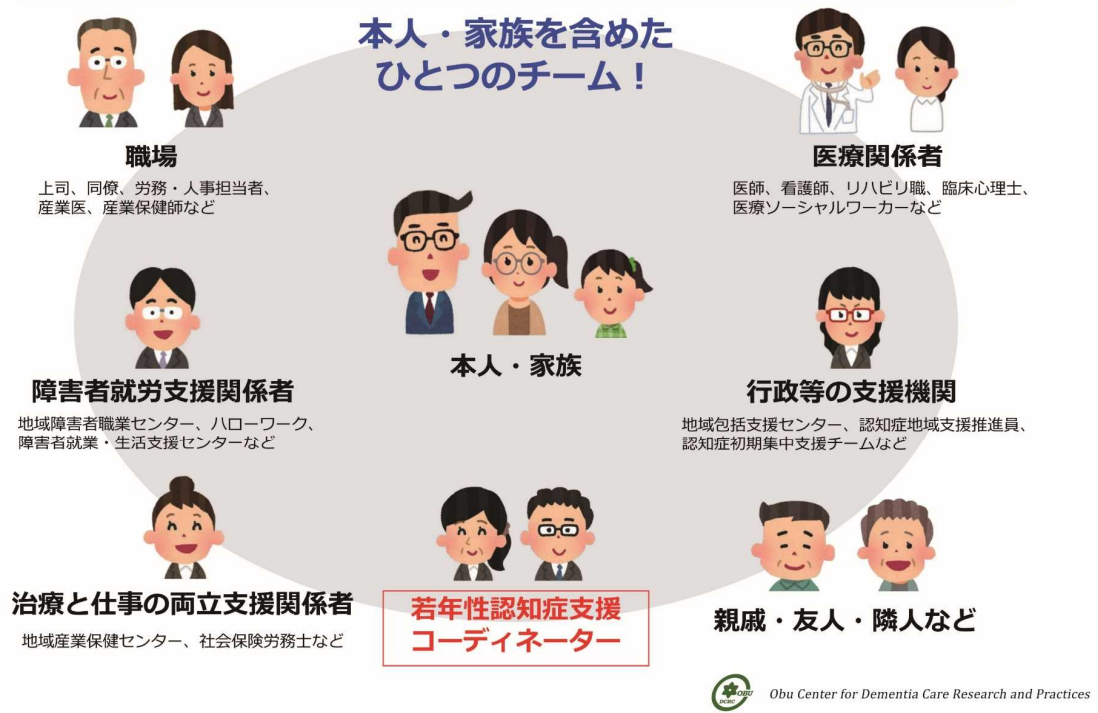 本人・家族を含めた
ひとつのチーム！
職場
上司、同僚、労務・人事担当者、
産業医、産業保健師など
医療関係者
医師、看護師、リハビリ職、臨床心理士、
医療ソーシャルワーカーなど
本人・家族
障害者就労支援関係者
地域障害者職業センター、ハローワーク、
障害者就業・生活支援センターなど
行政等の支援機関
地域包括支援センター、認知症地域支援推進員、
認知症初期集中支援チームなど
治療と仕事の両立支援関係者
地域産業保健センター、社会保険労務士など
若年性認知症支援
コーディネーター
親戚・友人・隣人など
OBU
DCRC
Obu Center for Dementia Care Research and Practices